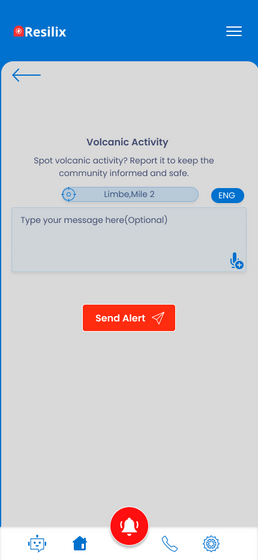 Resilix
Volcanic Activity
Spot volcanic activity? Report it to keep the
community informed and safe.
Limbe,Mile 2
ENG
Type your message here(Optional)
Send Alert